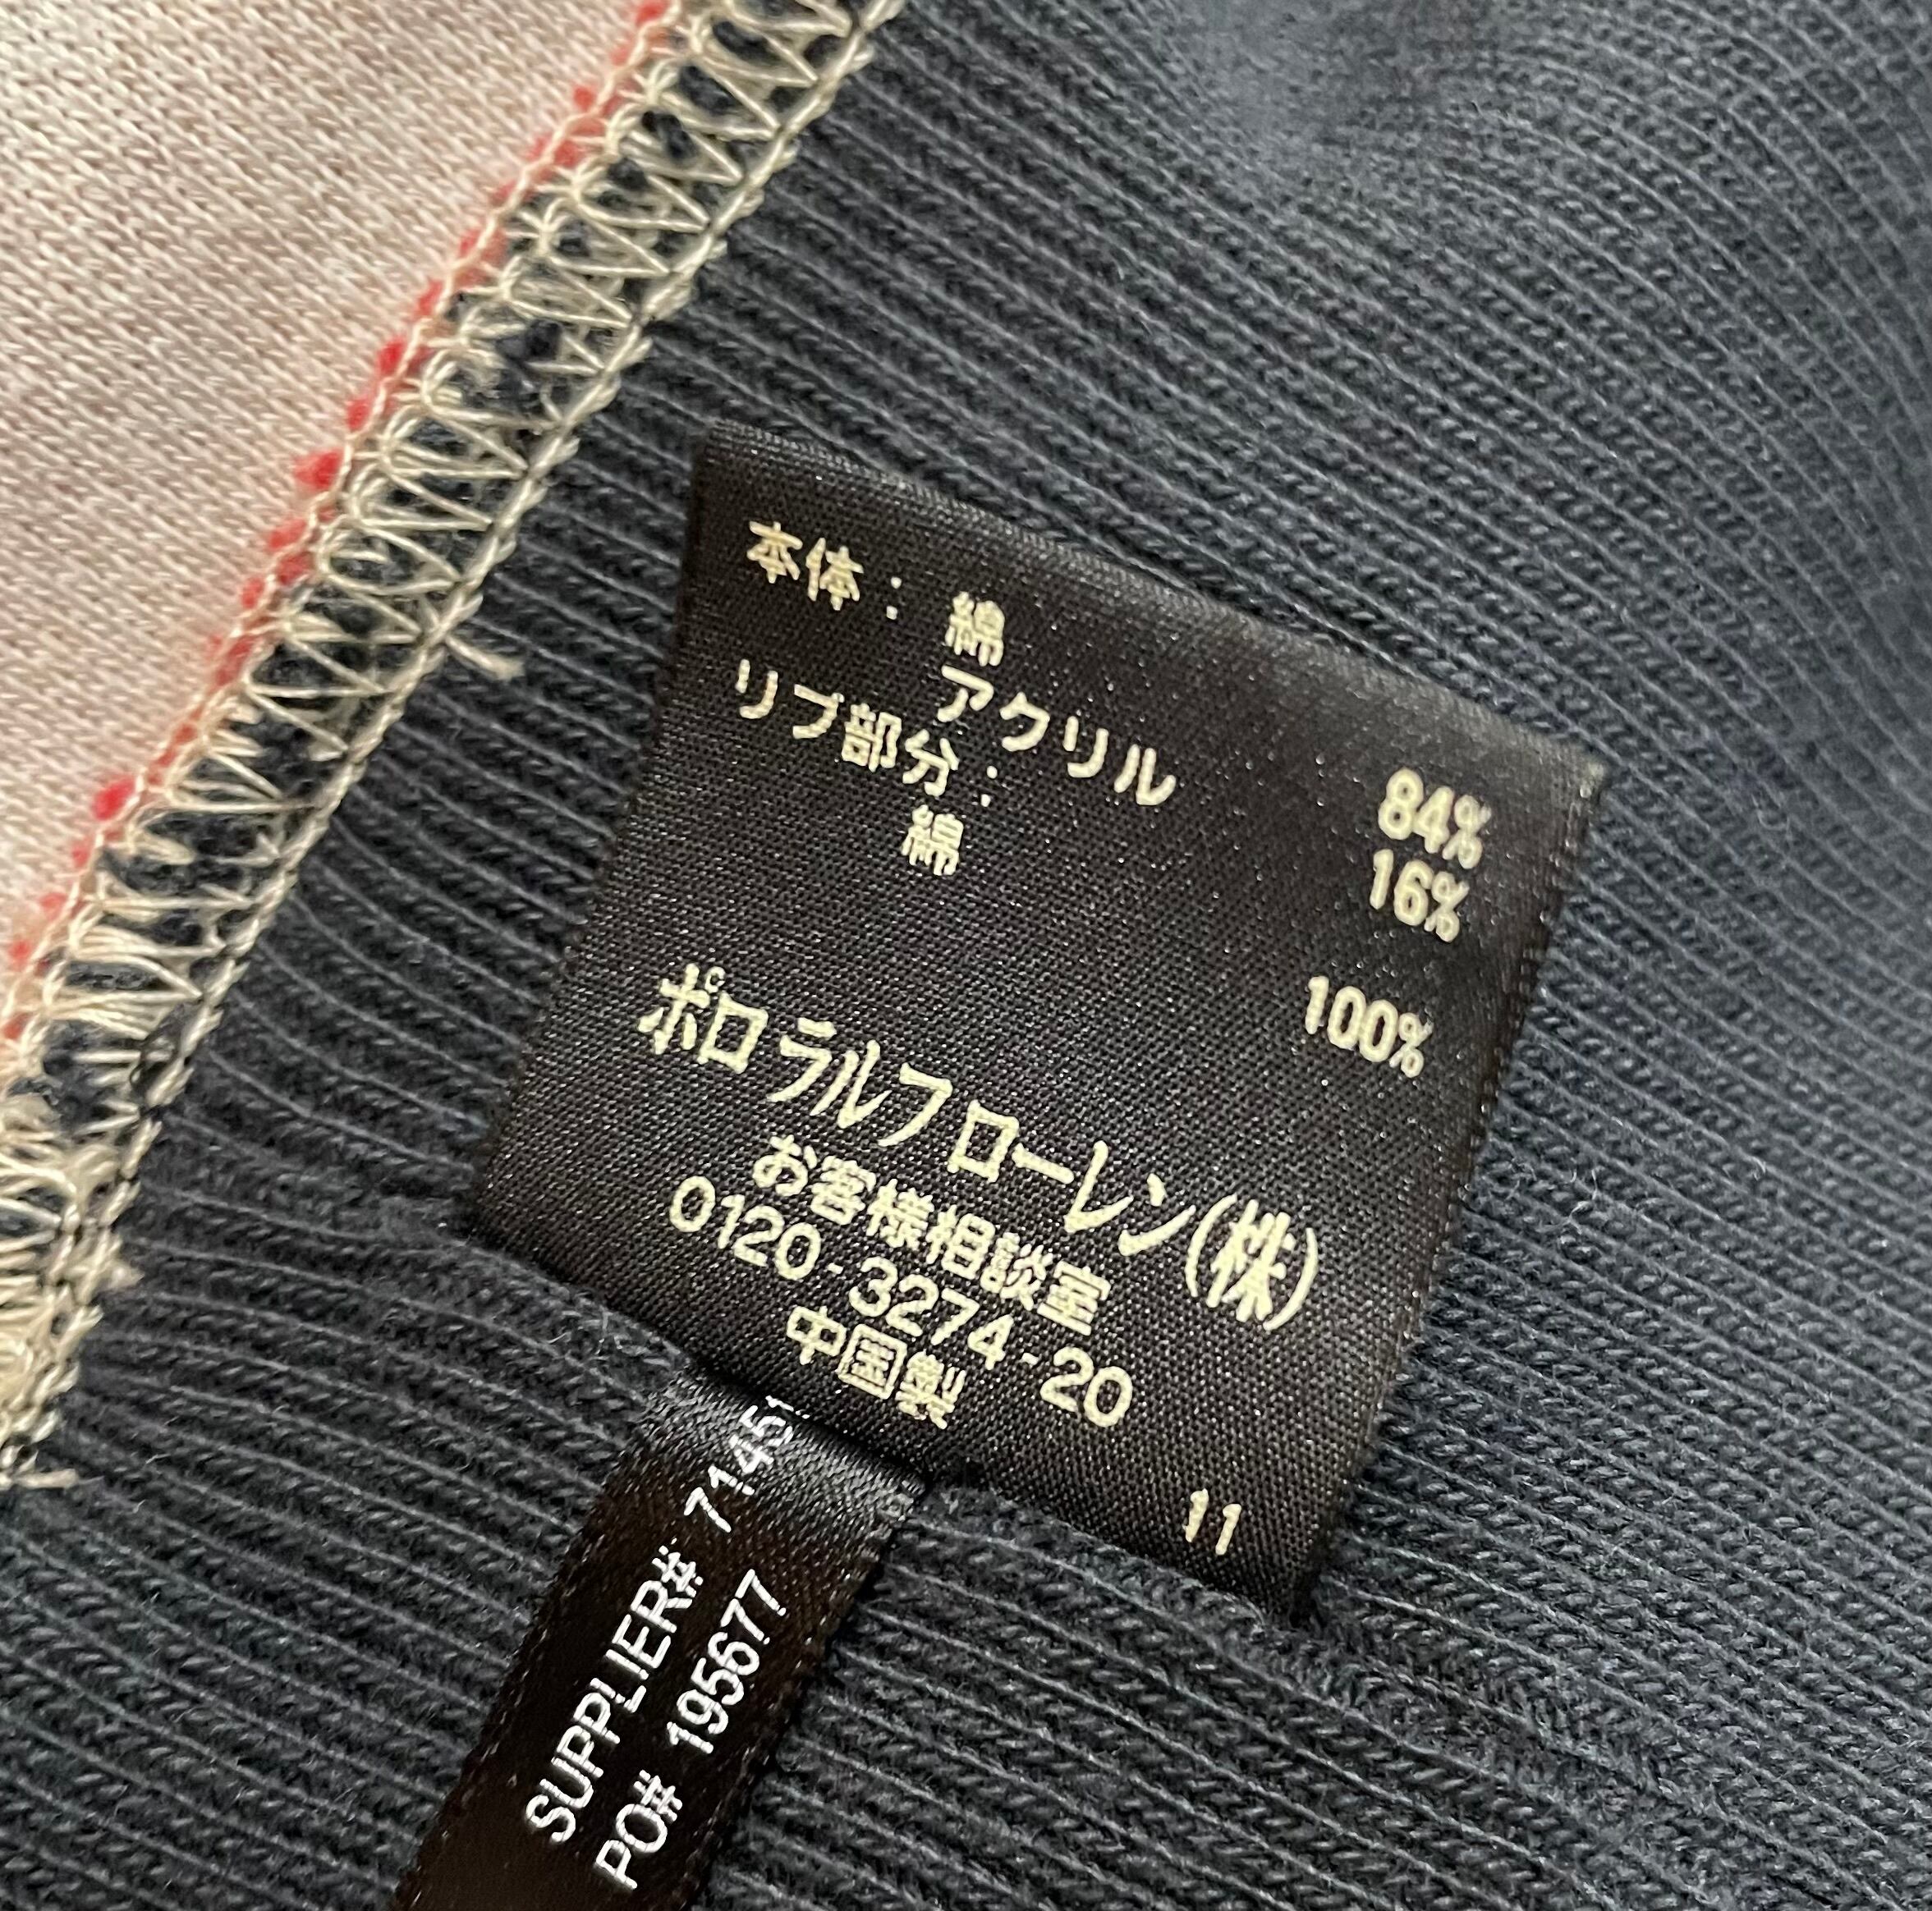 本体： 綿 84%
アクリル 16%
リブ部分：
綿 100%
ポロ ラルフ ローレン(株)
お客様相談室
0120-3274-20
中国製
11
SUPPLIER# 7145
PO# 195677